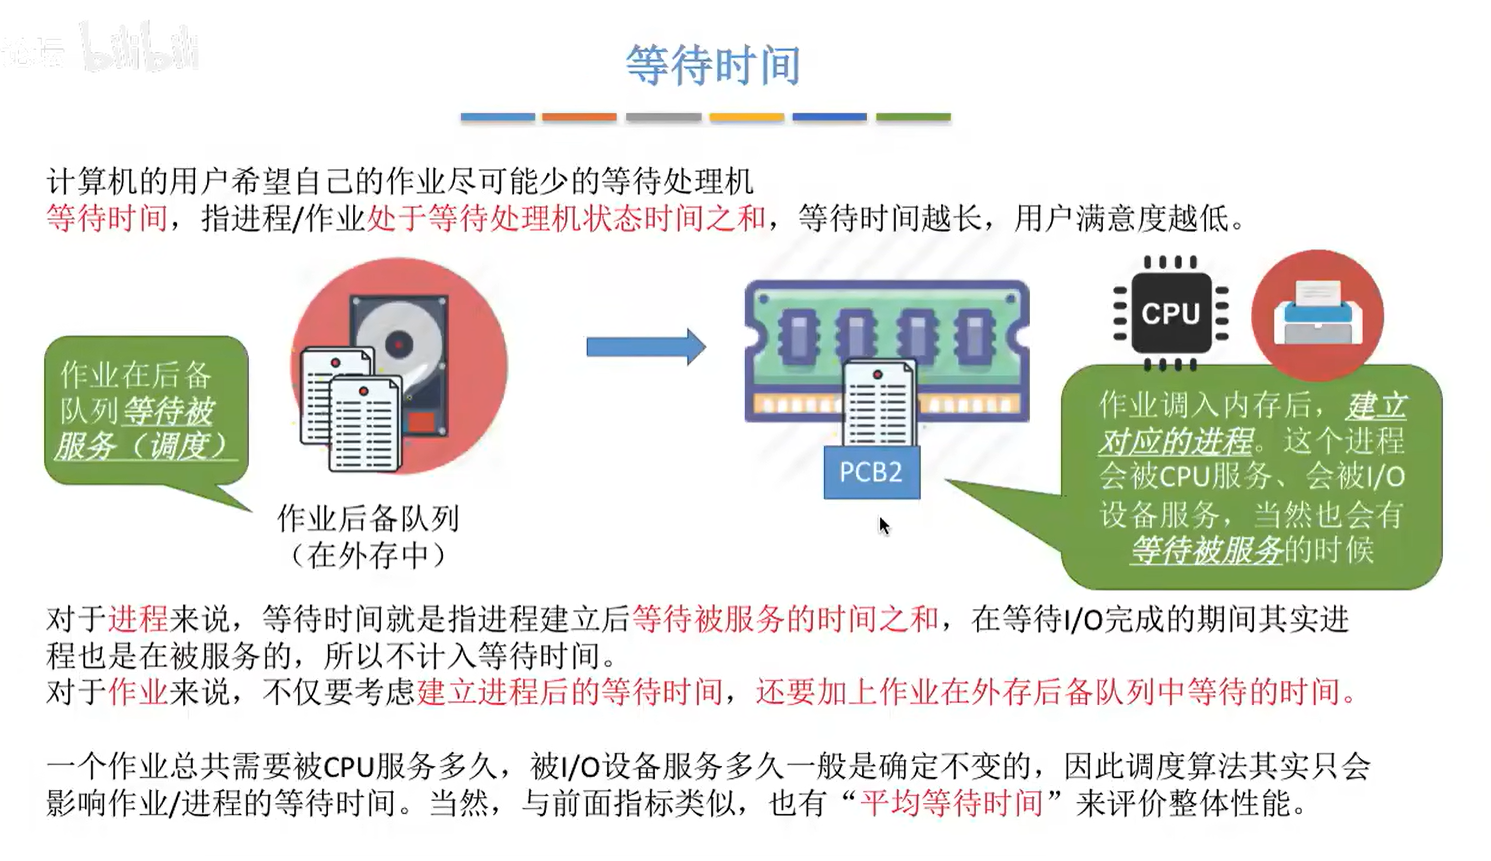 论坛 bilibili
等待时间
计算机的用户希望自己的作业尽可能少的等待处理机
等待时间，指进程/作业处于等待处理机状态时间之和，等待时间越长，用户满意度越低。
作业在后备
队列等待被
服务（调度）
作业后备队列
（在外存中）
PCB2
CPU
作业调入内存后，建立
对应的进程。这个进程
会被CPU服务、会被I/O
设备服务，当然也会有
等待被服务的时候
对于进程来说，等待时间就是指进程建立后等待被服务的时间之和，在等待I/O完成的期间其实进
程也是在被服务的，所以不计入等待时间。
对于作业来说，不仅要考虑建立进程后的等待时间，还要加上作业在外存后备队列中等待的时间。
一个作业总共需要被CPU服务多久，被I/O设备服务多久一般是确定不变的，因此调度算法其实只会
影响作业/进程的等待时间。当然，与前面指标类似，也有“平均等待时间”来评价整体性能。